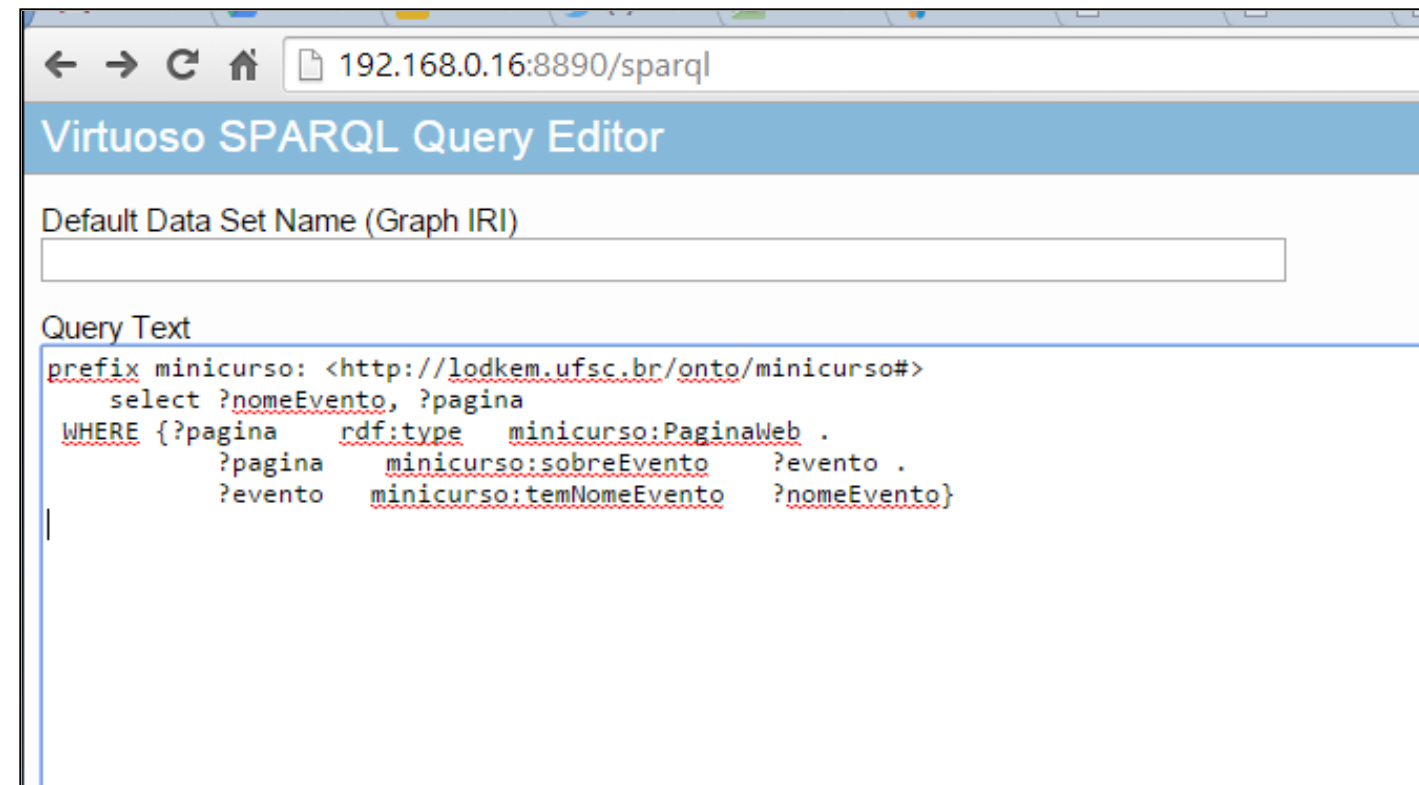 192.168.0.16:8890/sparql
Virtuoso SPARQL Query Editor
Default Data Set Name (Graph IRI)
Query Text
prefix minicurso: <http://lodkem.ufsc.br/onto/minicurso#>
select ?nomeEvento, ?pagina
WHERE {?pagina rdf:type minicurso:PaginaWeb .
?pagina minicurso:sobreEvento ?evento .
?evento minicurso:temNomeEvento ?nomeEvento}